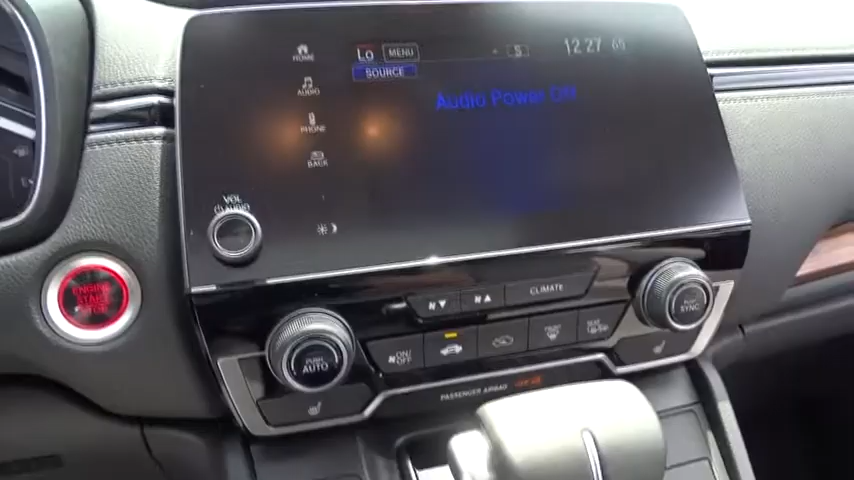 HOME
Lo
MENU
S
12:27
65
SOURCE
AUDIO
Audio Power Off
PHONE
BACK
VOL
AUDIO
ENGINE
START
STOP
CLIMATE
PUSH
SYNC
PUSH
AUTO
ON/
OFF
PASSENGER AIRBAG